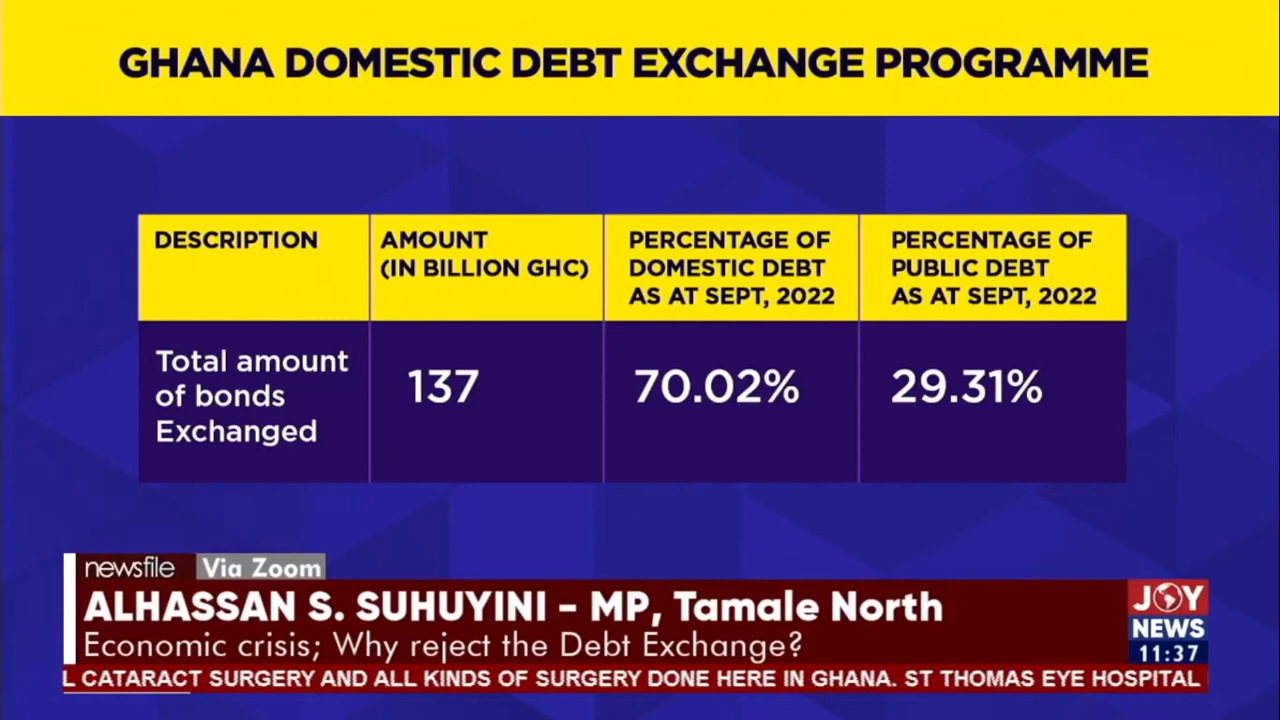 GHANA DOMESTIC DEBT EXCHANGE PROGRAMME
DESCRIPTION
AMOUNT
(IN BILLION GHC)
PERCENTAGE OF
DOMESTIC DEBT
AS AT SEPT, 2022
PERCENTAGE OF
PUBLIC DEBT
AS AT SEPT, 2022
Total amount
of bonds
Exchanged
137
70.02%
29.31%
newsfile
Via Zoom
ALHASSAN S. SUHUYINI - MP, Tamale North
Economic crisis; Why reject the Debt Exchange?
JOY
NEWS
11:37
L CATARACT SURGERY AND ALL KINDS OF SURGERY DONE HERE IN GHANA. ST THOMAS EYE HOSPITAL